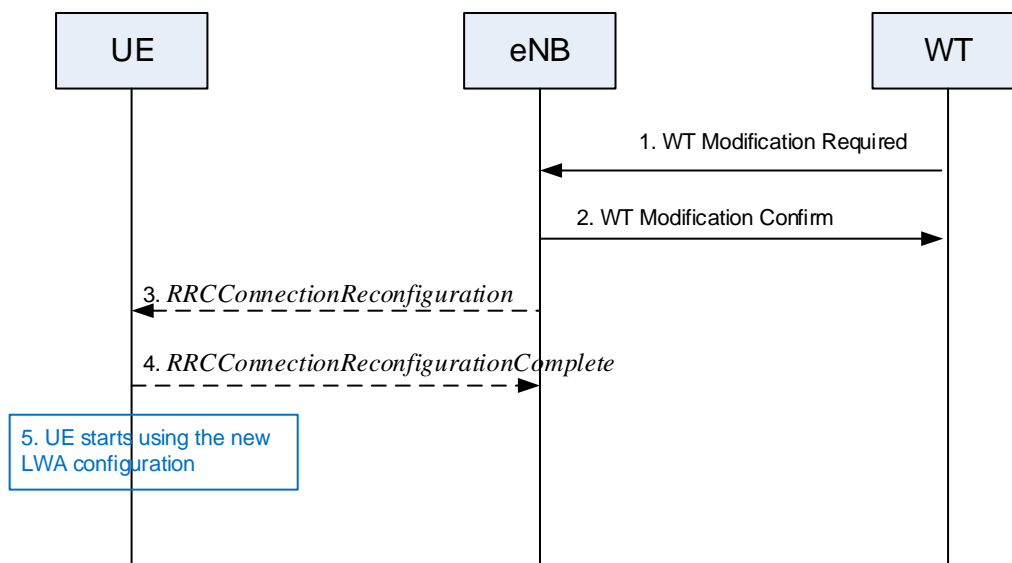 UE
eNB
WT
1. WT Modification Required
2. WT Modification Confirm
3. RRCConnectionReconfiguration
4. RRCConnectionReconfigurationComplete
5. UE starts using the new
LWA configuration